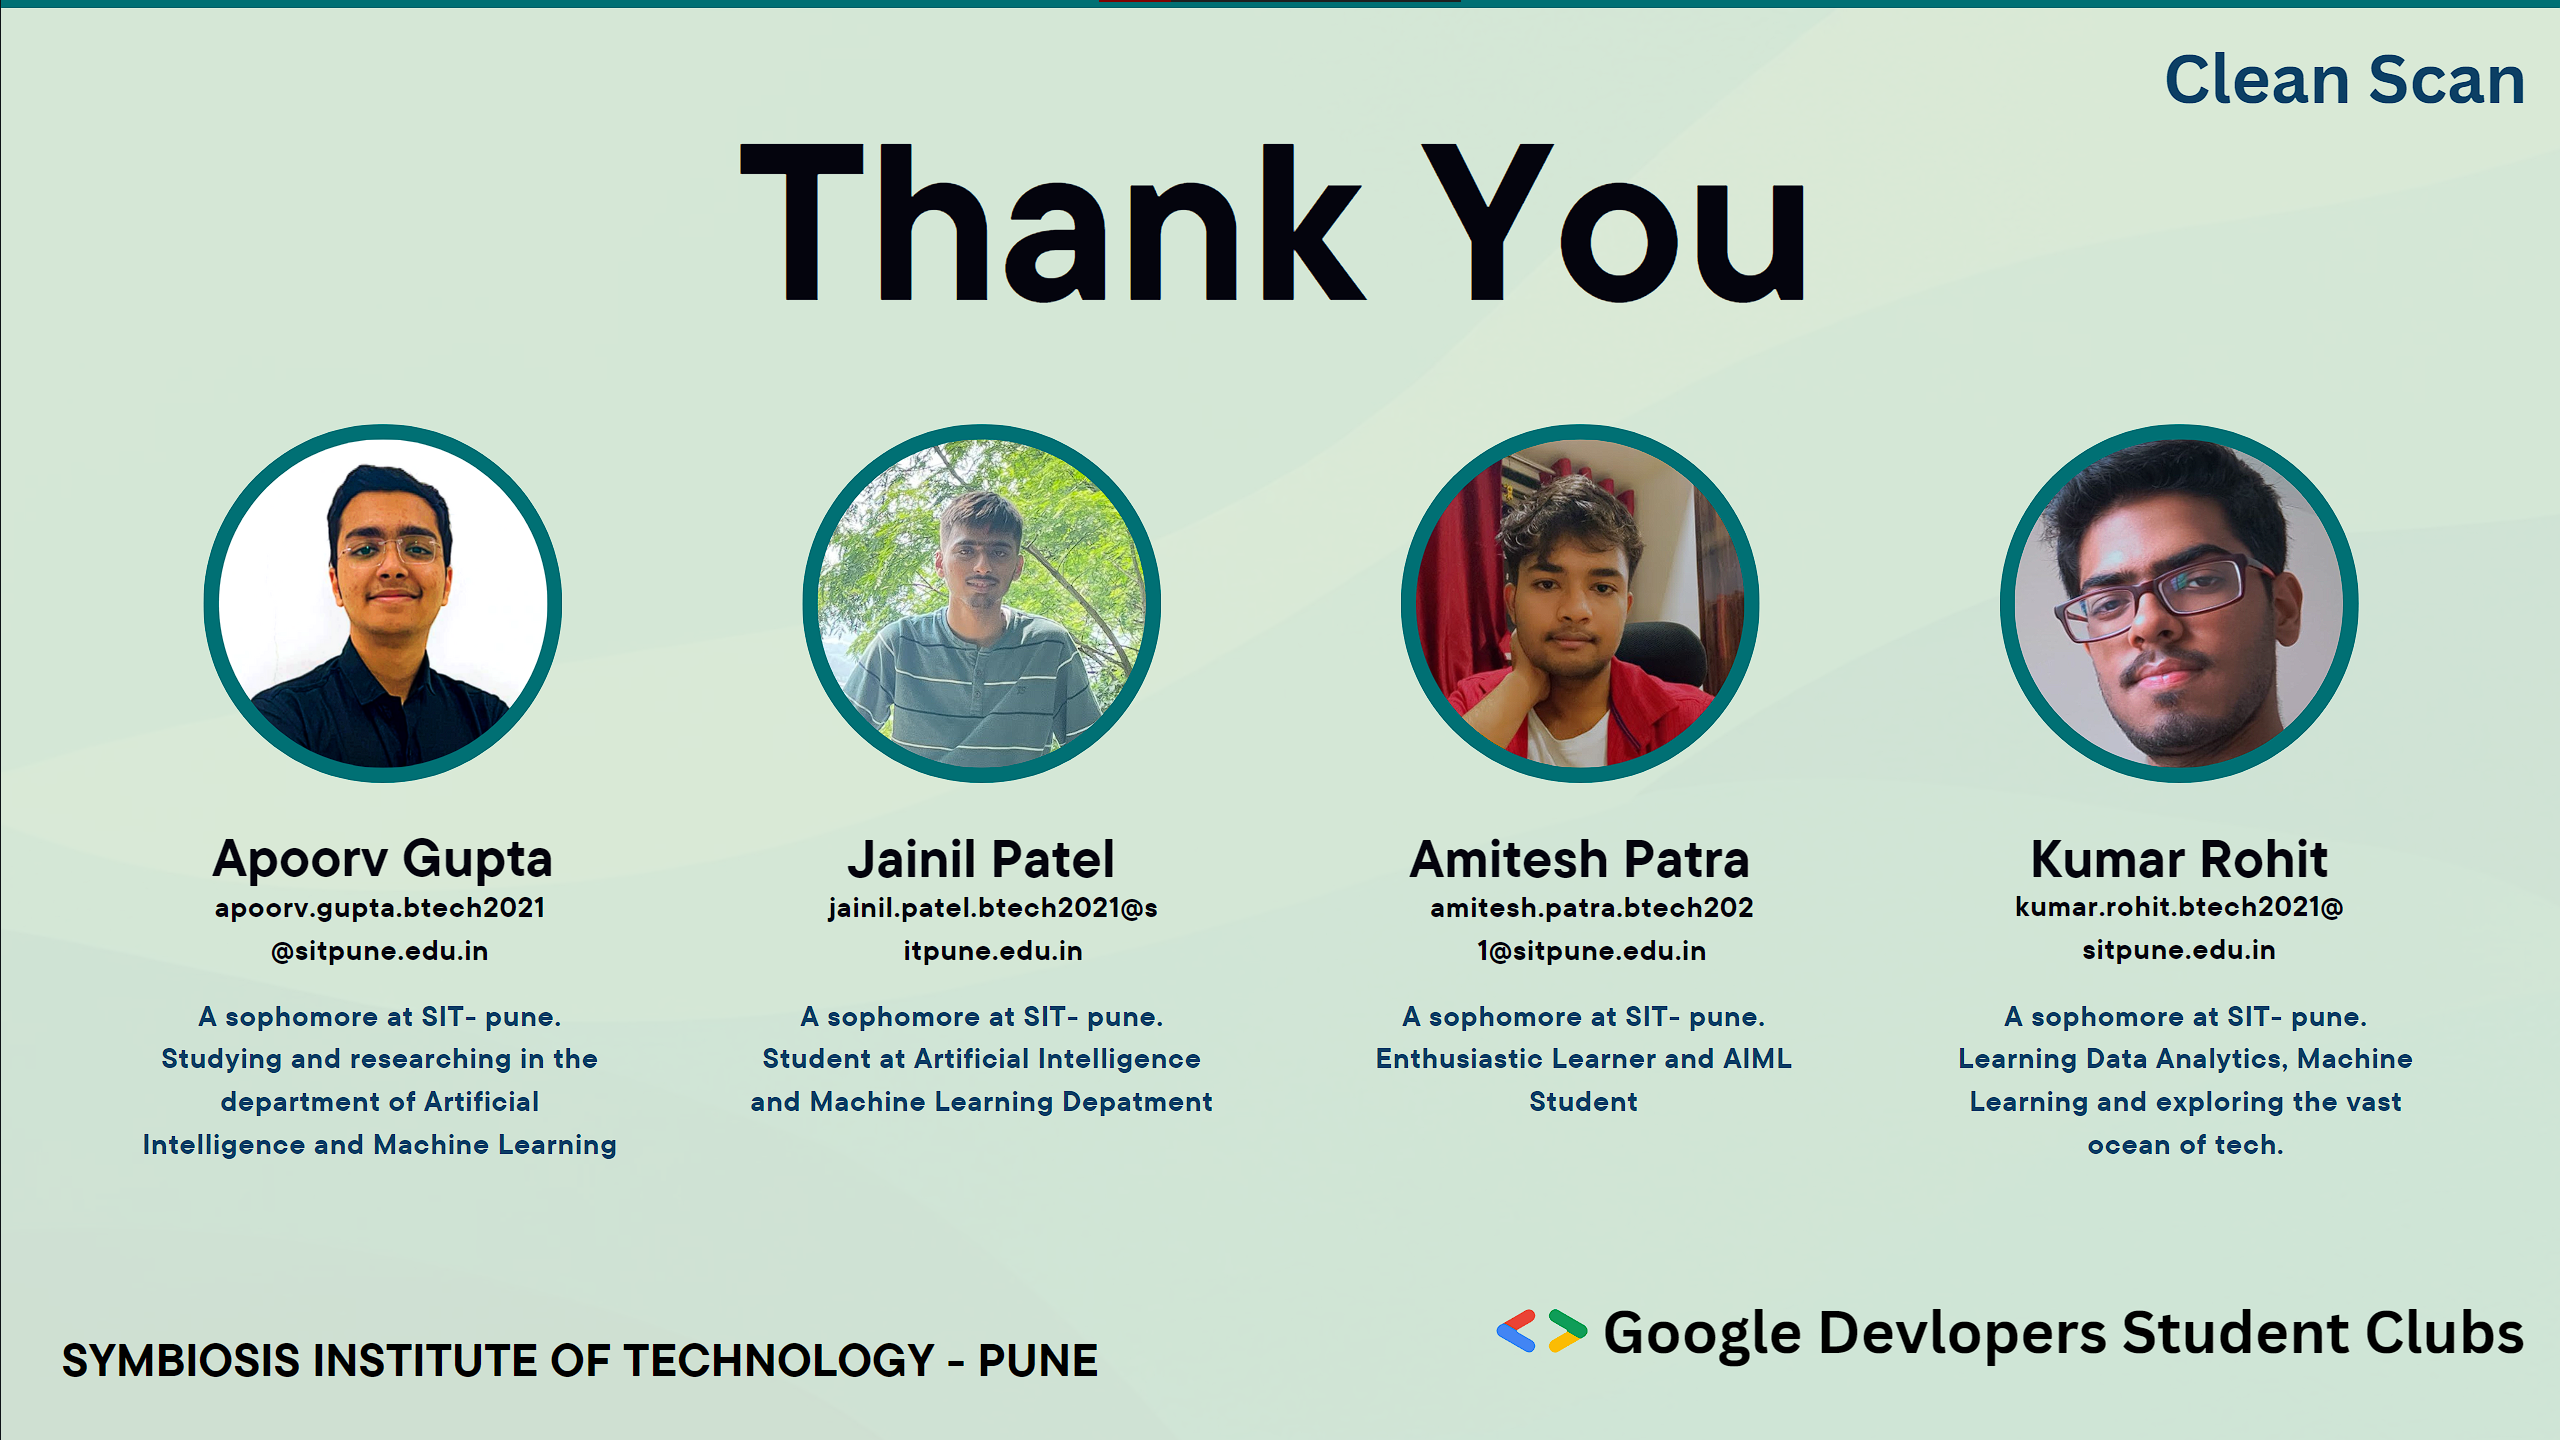 Clean Scan
Thank You
Apoorv Gupta
apoorv.gupta.btech2021
@sitpune.edu.in
A sophomore at SIT- pune.
Studying and researching in the
department of Artificial
Intelligence and Machine Learning
Jainil Patel
jainil.patel.btech2021@s
itpune.edu.in
A sophomore at SIT- pune.
Student at Artificial Intelligence
and Machine Learning Depatment
Amitesh Patra
amitesh.patra.btech202
1@sitpune.edu.in
A sophomore at SIT- pune.
Enthusiastic Learner and AIML
Student
Kumar Rohit
kumar.rohit.btech2021@
sitpune.edu.in
A sophomore at SIT- pune.
Learning Data Analytics, Machine
Learning and exploring the vast
ocean of tech.
SYMBIOSIS INSTITUTE OF TECHNOLOGY - PUNE
Google Devlopers Student Clubs